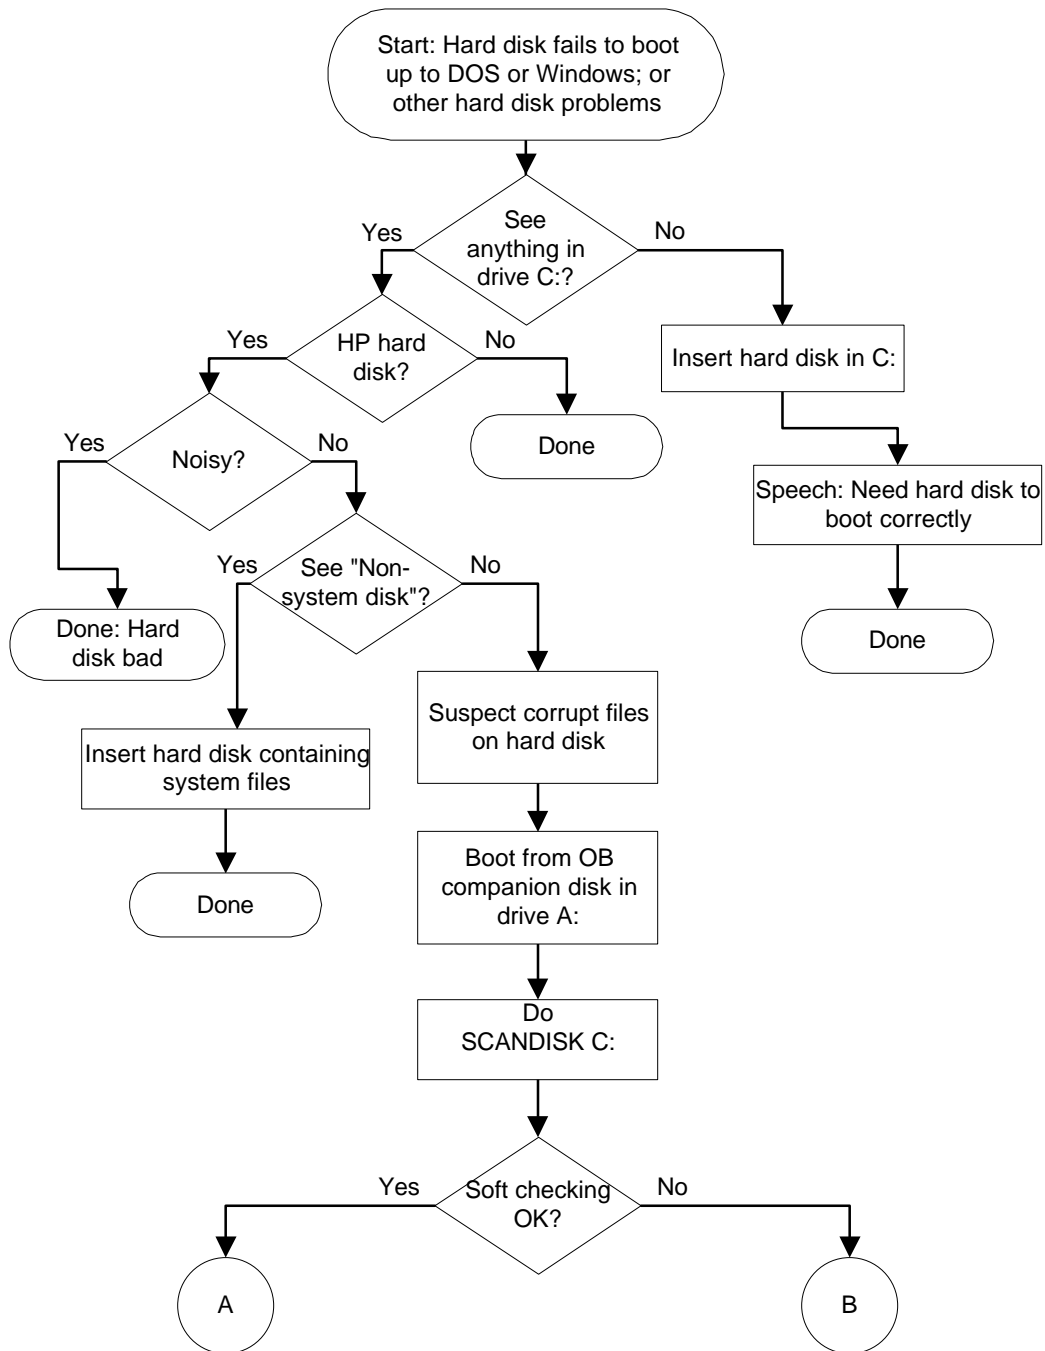 Start: Hard disk fails to boot
up to DOS or Windows; or
other hard disk problems
See
anything in
drive C:?
Yes
No
HP hard
disk?
Yes
No
Insert hard disk in C:
Done
Noisy?
Yes
No
Speech: Need hard disk to
boot correctly
See "Non-
system disk"?
Yes
No
Done: Hard
disk bad
Done
Suspect corrupt files
on hard disk
Insert hard disk containing
system files
Boot from OB
companion disk in
drive A:
Done
Do
SCANDISK C:
Soft checking
OK?
Yes
No
A
B